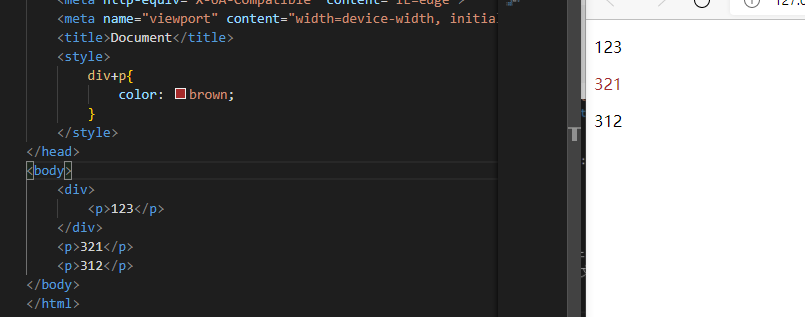 <meta http-equiv="X-UA-Compatible" content="IE=edge">
<meta name="viewport" content="width=device-width, initial
<title>Document</title>
<style>
div+p{
color: brown;
}
</style>
</head>
<body>
<div>
<p>123</p>
</div>
<p>321</p>
<p>312</p>
</body>
</html>
127.0
123
321
312